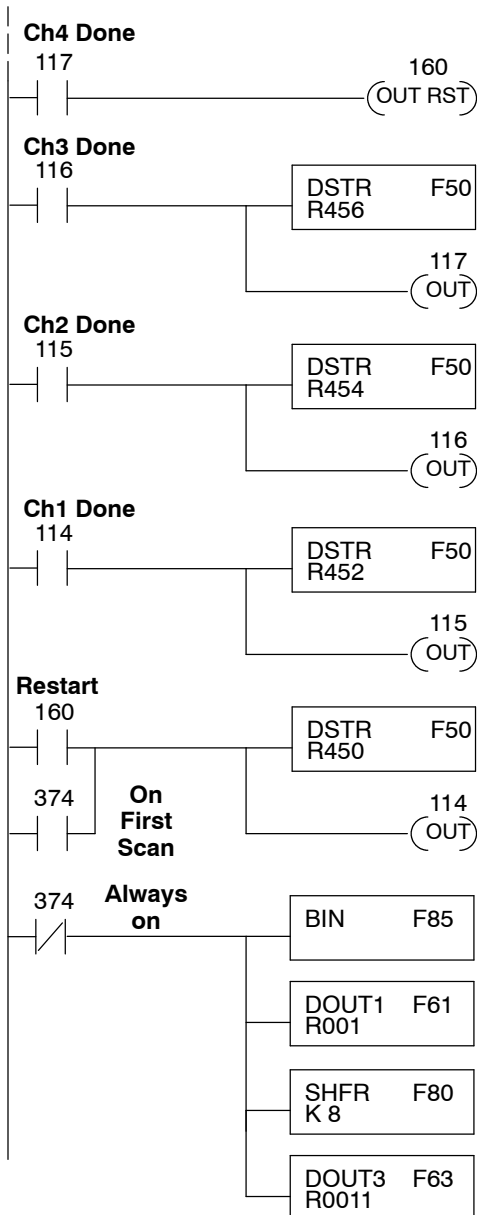 Ch4 Done
117
160
OUT RST
Ch3 Done
116
DSTR F50
R456
117
OUT
Ch2 Done
115
DSTR F50
R454
116
OUT
Ch1 Done
114
DSTR F50
R452
115
OUT
Restart
160
DSTR F50
R450
374
On
First
Scan
114
OUT
374
Always
on
BIN F85
DOUT1 F61
R001
SHFR F80
K 8
DOUT3 F63
R0011